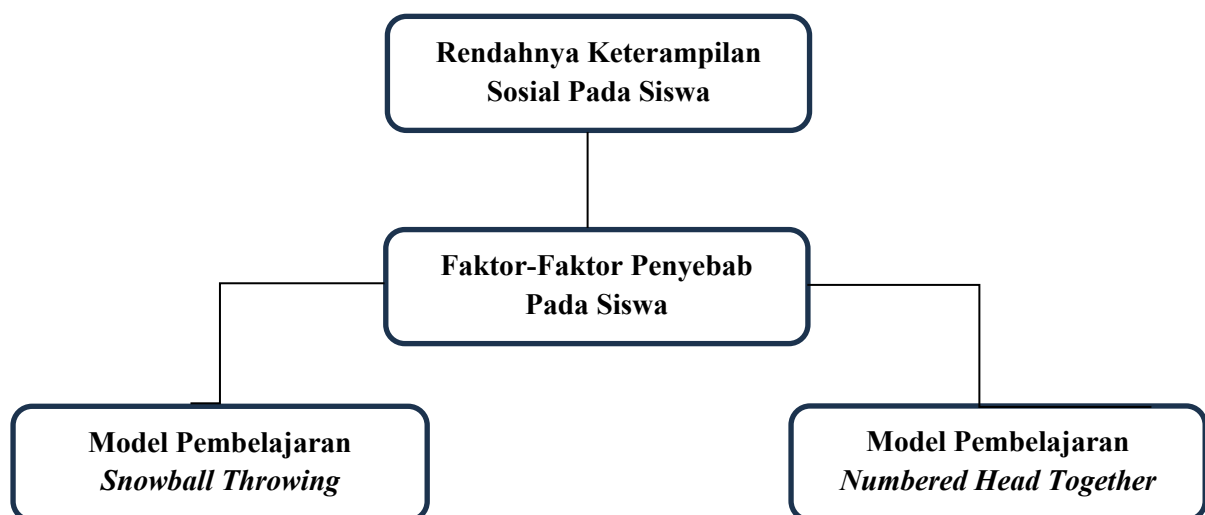 Rendahnya Keterampilan
Sosial Pada Siswa
Faktor-Faktor Penyebab
Pada Siswa
Model Pembelajaran
Snowball Throwing
Model Pembelajaran
Numbered Head Together